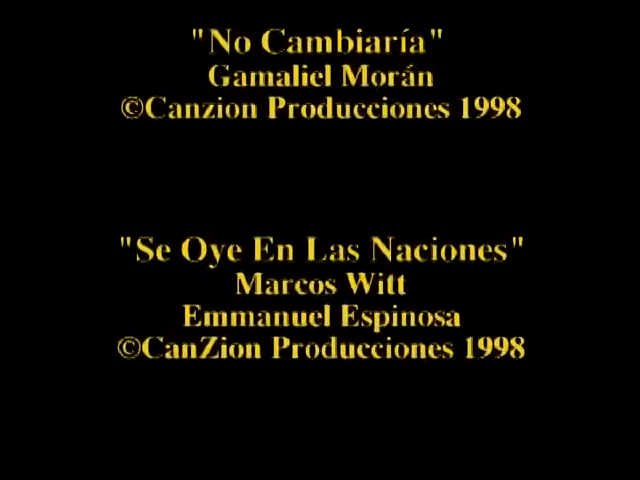 "No Cambiaría"
Gamaliel Morán
©Canzion Producciones 1998
"Se Oye En Las Naciones"
Marcos Witt
Emmanuel Espinosa
©CanZion Producciones 1998